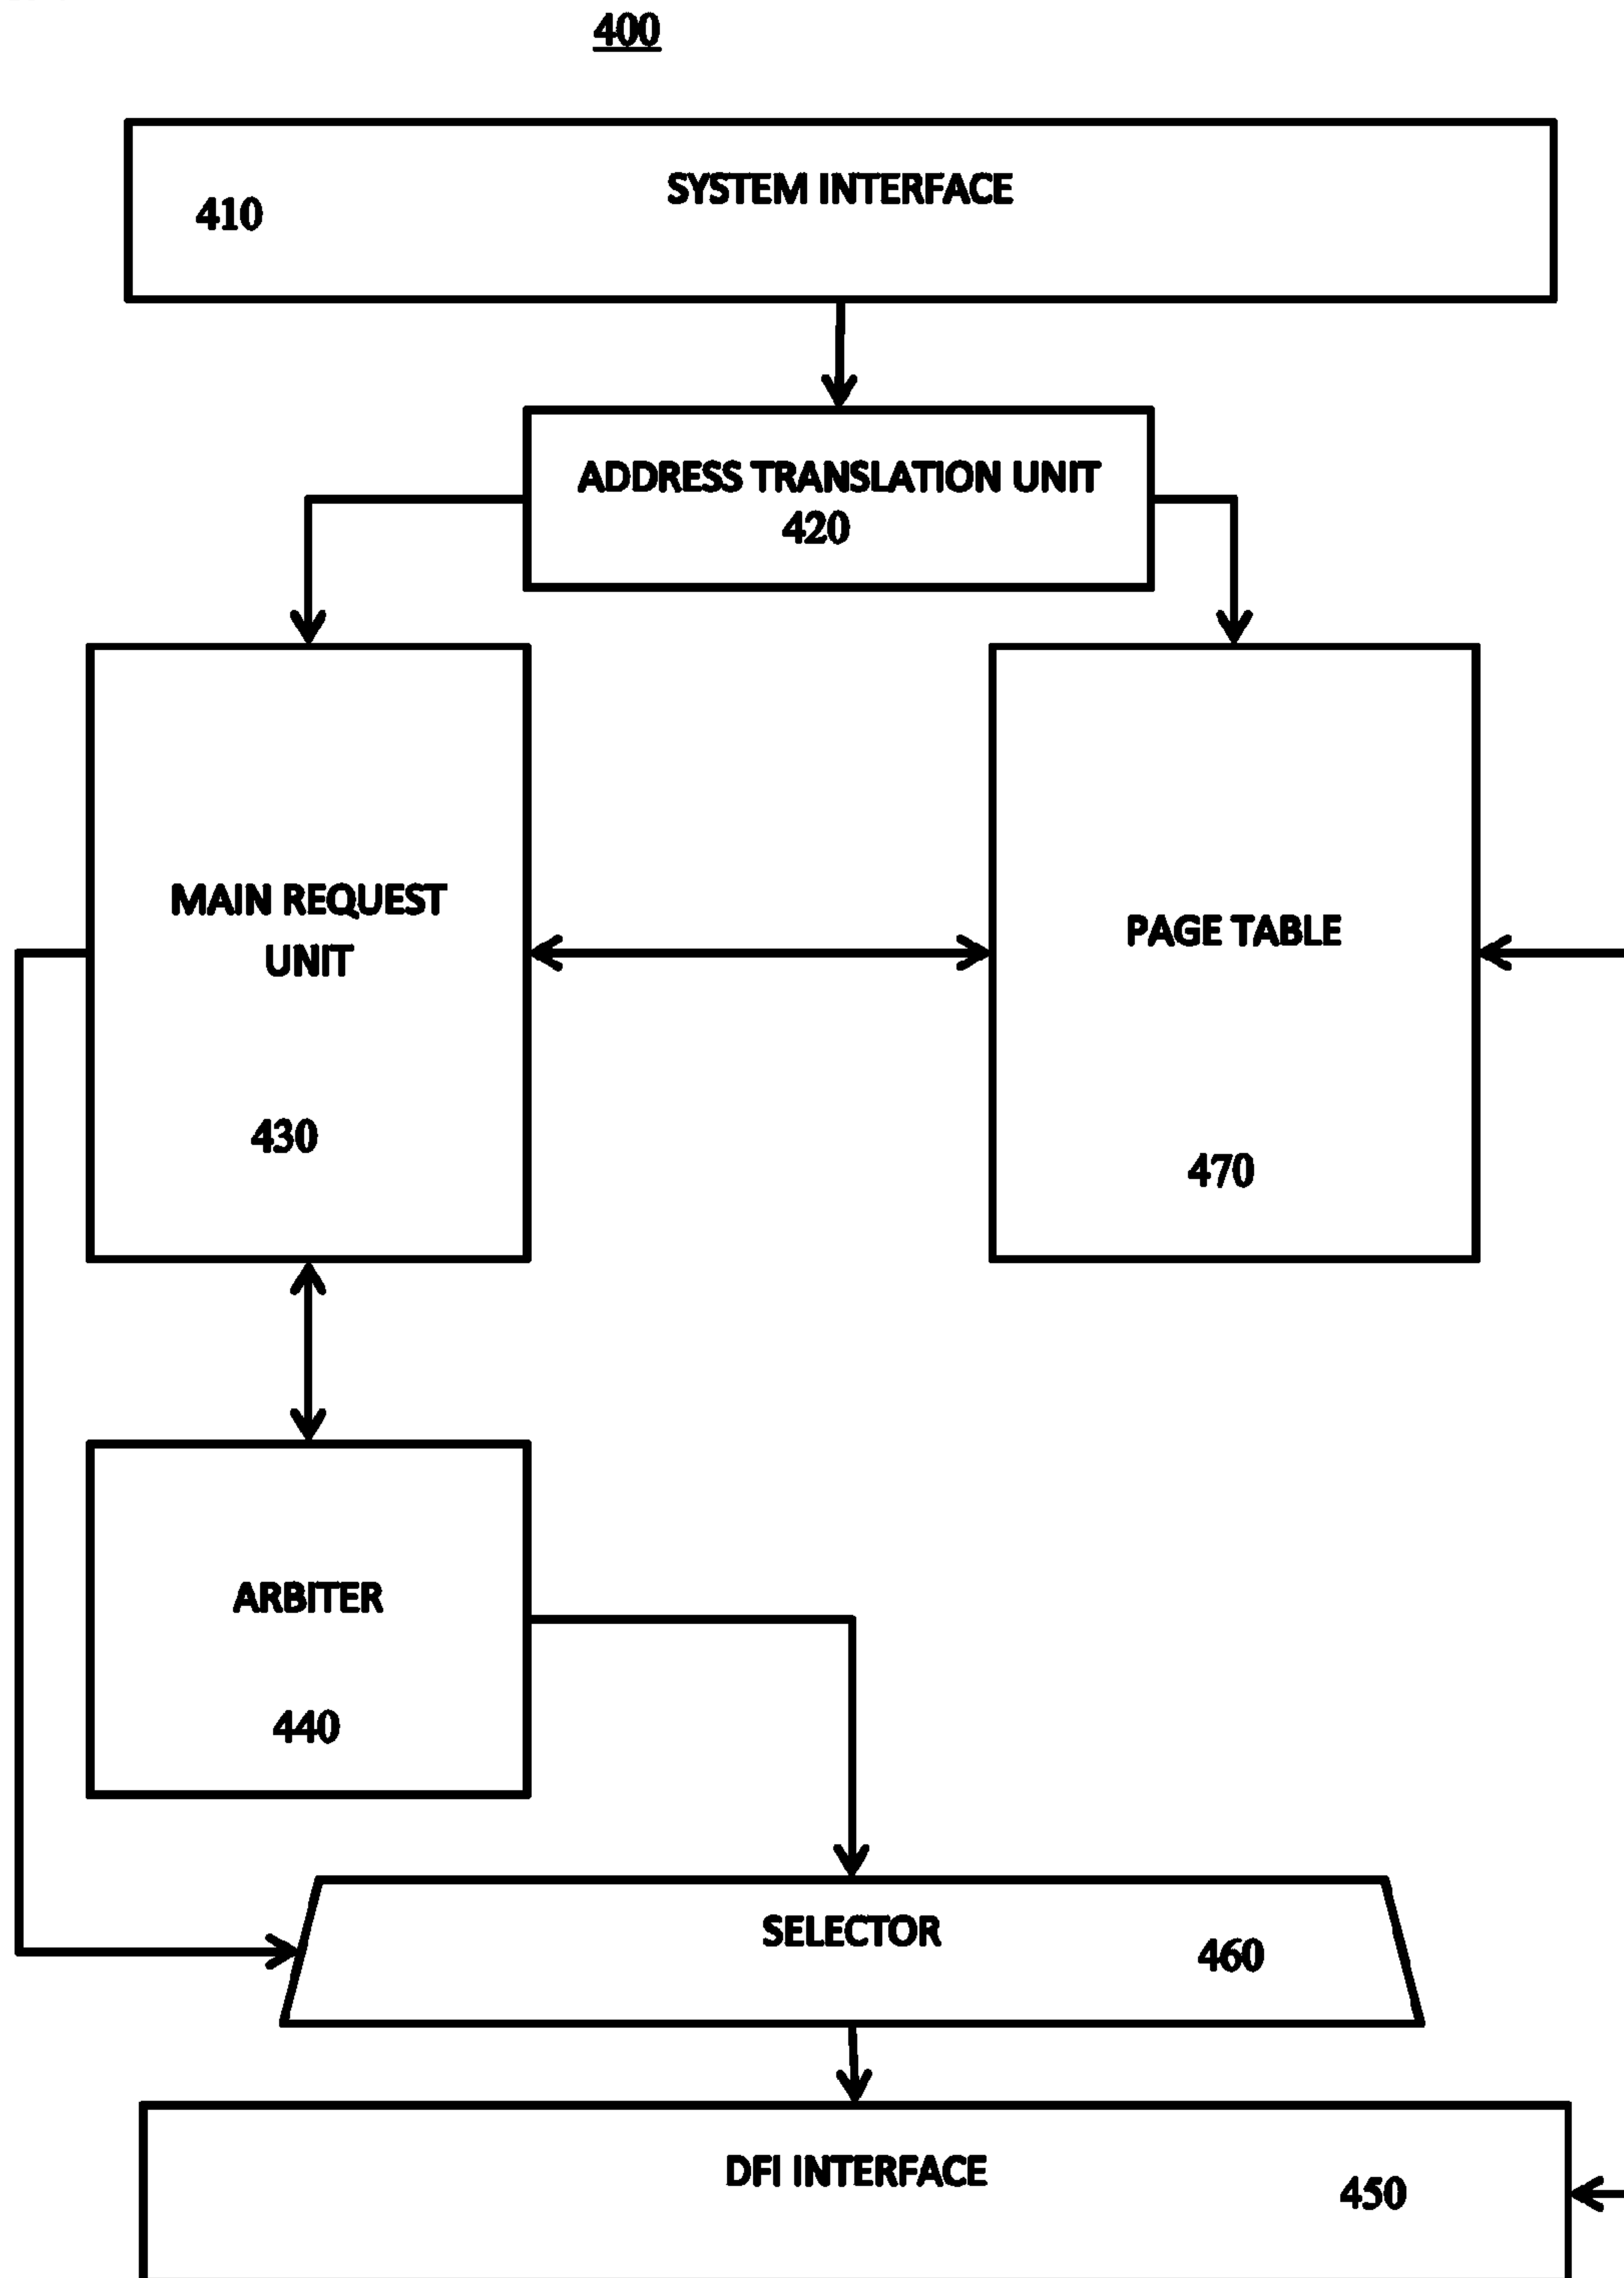 400
SYSTEM INTERFACE
410
ADDRESS TRANSLATION UNIT
420
MAIN REQUEST
UNIT
430
PAGE TABLE
470
ARBITER
440
SELECTOR
460
DFI INTERFACE
450